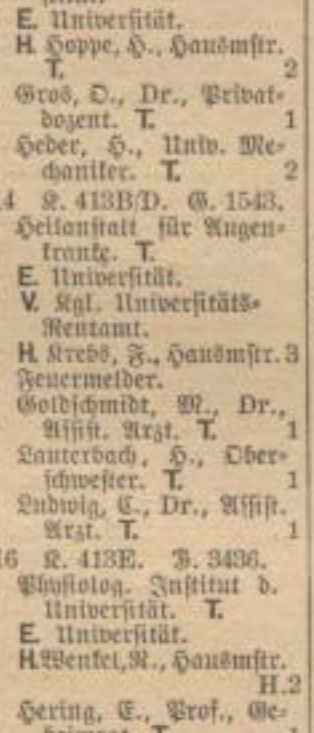 E. Universität.
H. Hoppe, H., Hausmstr.
T. 2
Gros, O., Dr., Privat-
dozent. T. 1
Heder, H., Univ. Me-
chaniker. T. 2
14 L. 413B/D. G. 1543.
Heilanstalt für Augen-
kranke. T.
E. Universität.
V. Kgl. Universitäts-
Rentamt.
H. Krebs, F., Hausmstr. 3
Feuermelder.
Goldschmidt, M., Dr.,
Assist. Arzt. T. 1
Lauterbach, H., Ober-
schwester. T. 1
Ludwig, C., Dr., Assist.
Arzt. T. 1
16 L. 413E. F. 3436.
Physiolog. Institut d.
Universität. T.
E. Universität.
H. Wenkel, R., Hausmstr.
H. 2
Hering, E., Prof., Ge-